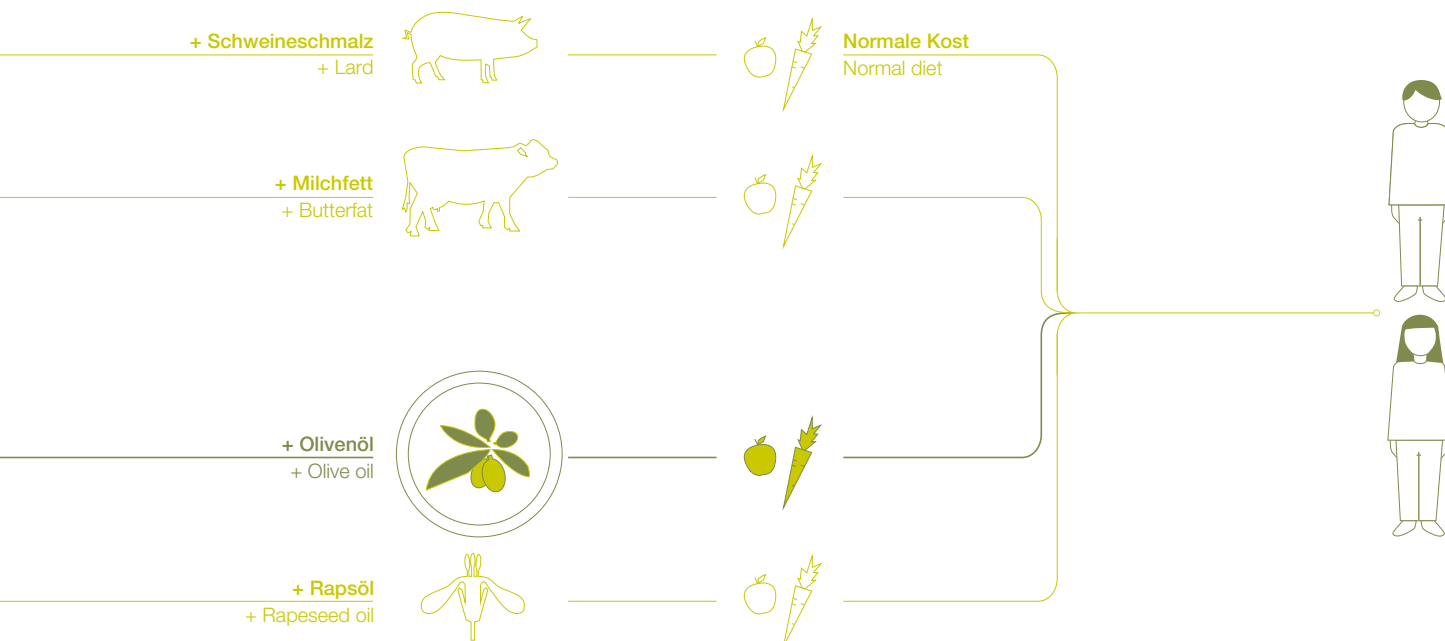 + Schweineschmalz
+ Lard
Normale Kost
Normal diet
+ Milchfett
+ Butterfat
+ Olivenöl
+ Olive oil
+ Rapsöl
+ Rapeseed oil